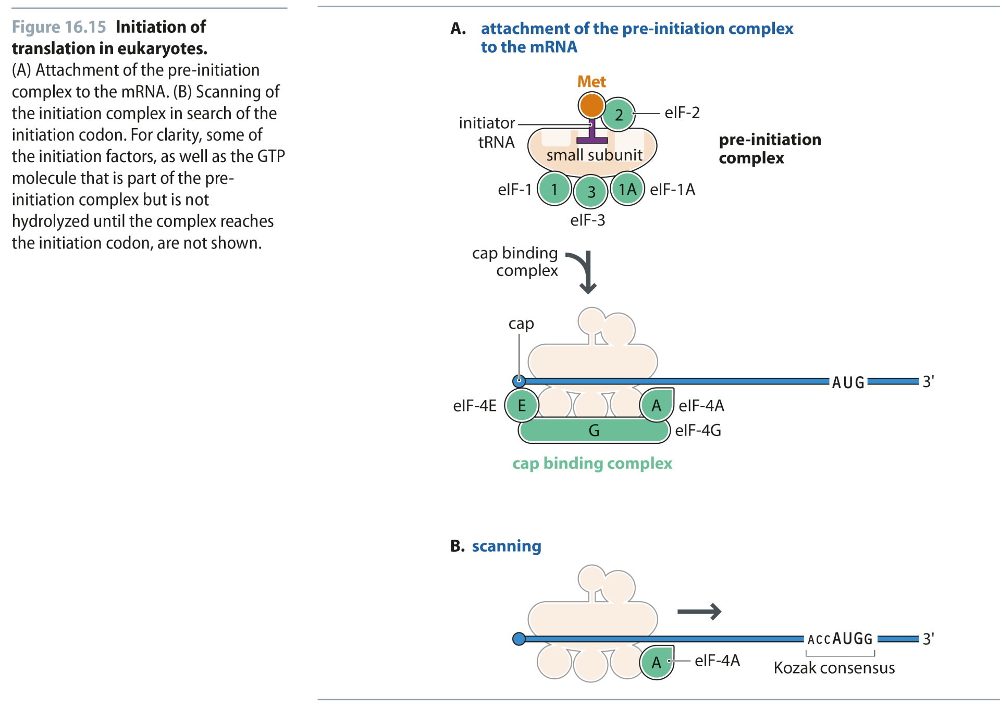 Figure 16.15 Initiation of
translation in eukaryotes.
(A) Attachment of the pre-initiation
complex to the mRNA. (B) Scanning of
the initiation complex in search of the
initiation codon. For clarity, some of
the initiation factors, as well as the GTP
molecule that is part of the pre-
initiation complex but is not
hydrolyzed until the complex reaches
the initiation codon, are not shown.
A. attachment of the pre-initiation complex
to the mRNA
Met
2
eIF-2
initiator
tRNA
small subunit
pre-initiation
complex
eIF-1
1
3
1A
eIF-1A
eIF-3
cap binding
complex
cap
AUG
3'
eIF-4E
E
A
eIF-4A
G
eIF-4G
cap binding complex
B. scanning
ACCAUGG
3'
A
eIF-4A
Kozak consensus